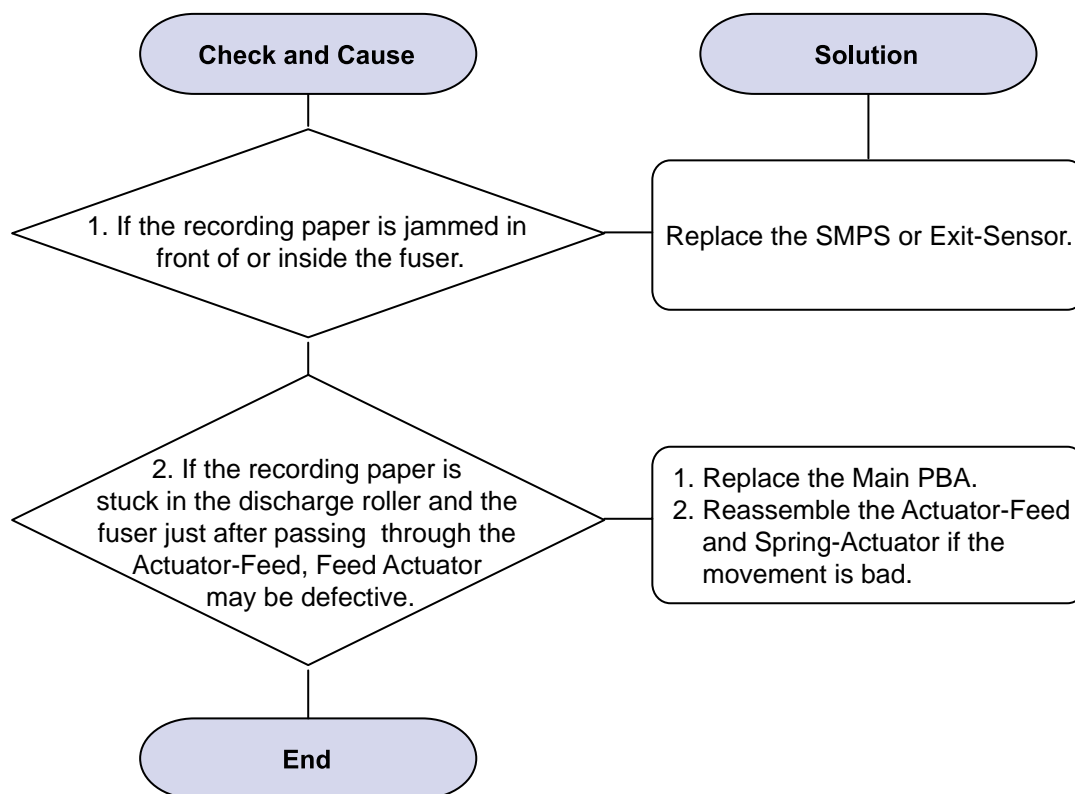 Check and Cause
Solution
1. If the recording paper is jammed in
front of or inside the fuser.
Replace the SMPS or Exit-Sensor.
2. If the recording paper is
stuck in the discharge roller and the
fuser just after passing  through the
Actuator-Feed, Feed Actuator
may be defective.
1. Replace the Main PBA.
2. Reassemble the Actuator-Feed
and Spring-Actuator if the
movement is bad.
End